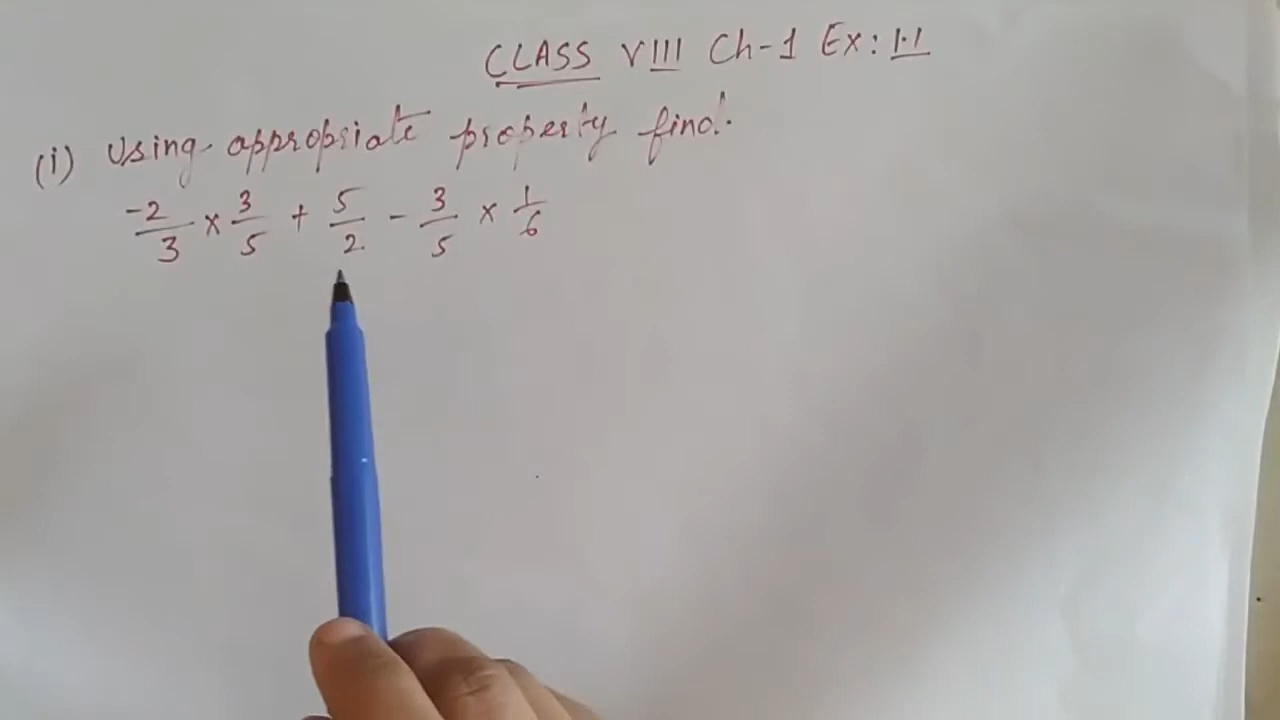 CLASS VIII Ch-1 Ex: 1.1
(i) Using appropriate property find.
-2/3 × 3/5 + 5/2 - 3/5 × 1/6